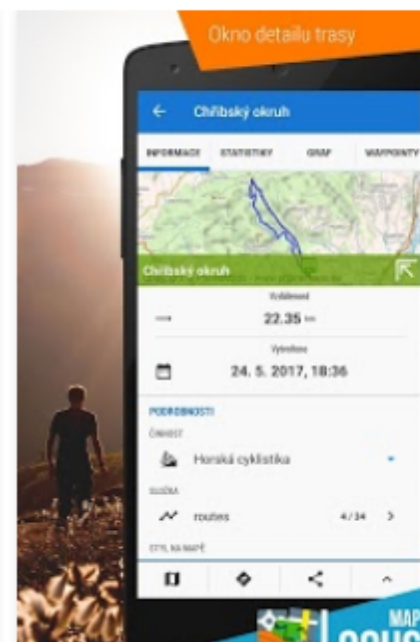 Okno detailu trasy
Chřibský okruh
INFORMACE STATISTIKY GRAF WAYPOINTY
Chřibský okruh
Vzdálenost
22.35 km
Vytvořeno
24. 5. 2017, 18:36
PODROBNOSTI
ČINNOST
Horská cyklistika
SLOŽKA
routes 4/34
STYL NA MAPĚ
MAP